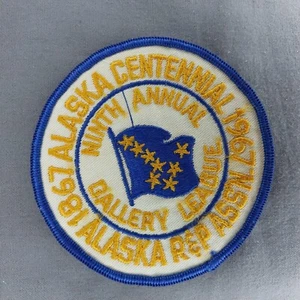 1867 ALASKA CENTENNIAL 1967
ALASKA R&P ASSN
NINTH ANNUAL
GALLERY LEAGUE